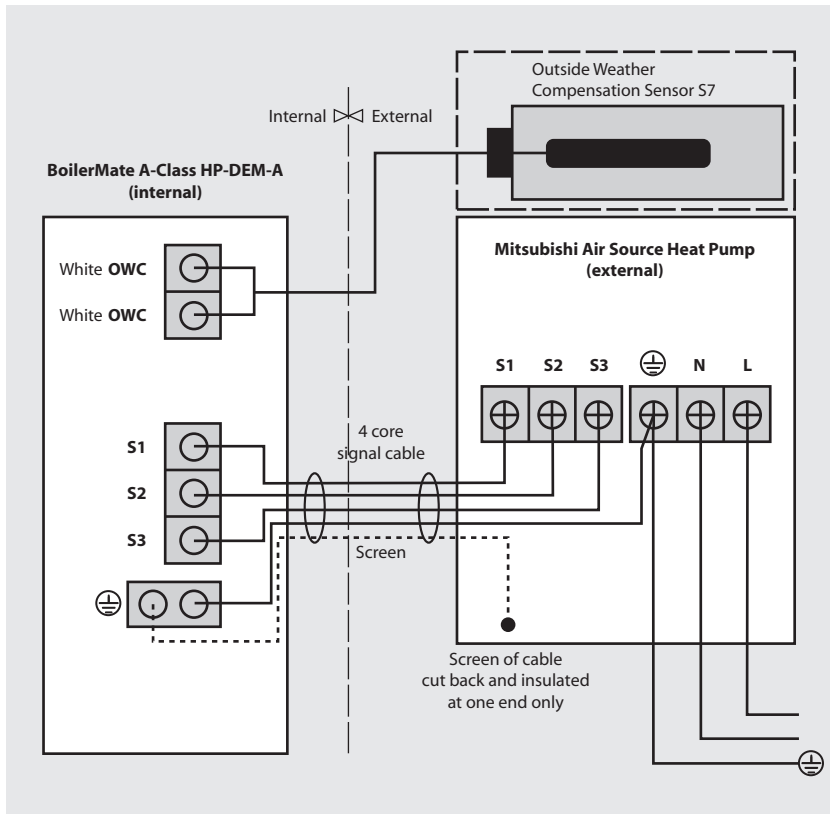 Outside Weather
Compensation Sensor S7
Internal External
BoilerMate A-Class HP-DEM-A
(internal)
Mitsubishi Air Source Heat Pump
(external)
White OWC
White OWC
S1 S2 S3 N L
4 core
signal cable
S1
S2
S3
Screen
Screen of cable
cut back and insulated
at one end only